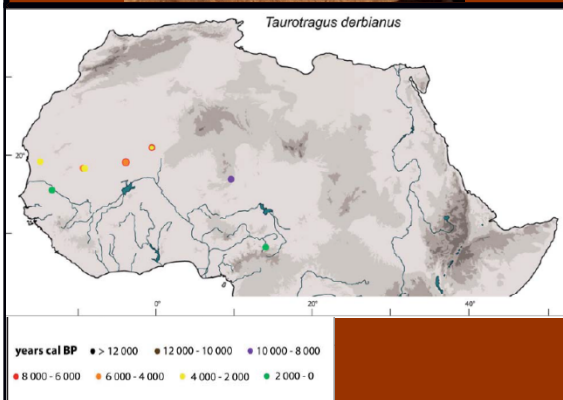 Taurotragus derbianus
20°
0°
20°
40°
years cal BP > 12 000 12 000 - 10 000 10 000 - 8 000
8 000 - 6 000 6 000 - 4 000 4 000 - 2 000 2 000 - 0